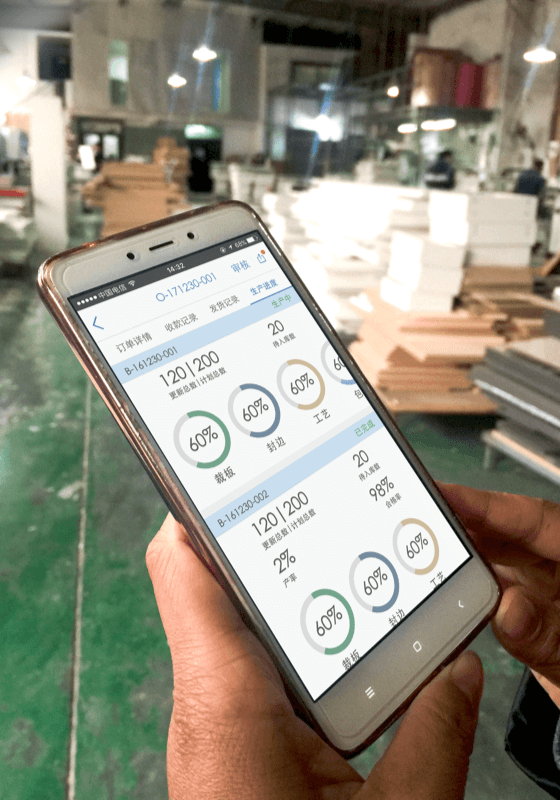 中国电信 14:32 68%
O-171230-001 审核
订单详情 收款记录 发货记录 生产进度
B-161230-001 生产中
120|200 20
更新总数|计划总数 待入库数
60% 60% 60% 60
裁板 封边 工艺 包
B-161230-002 已完成
120|200 20
更新总数|计划总数 待入库数
2% 98%
产率 合格率
60% 60% 60%
裁板 封边 工艺